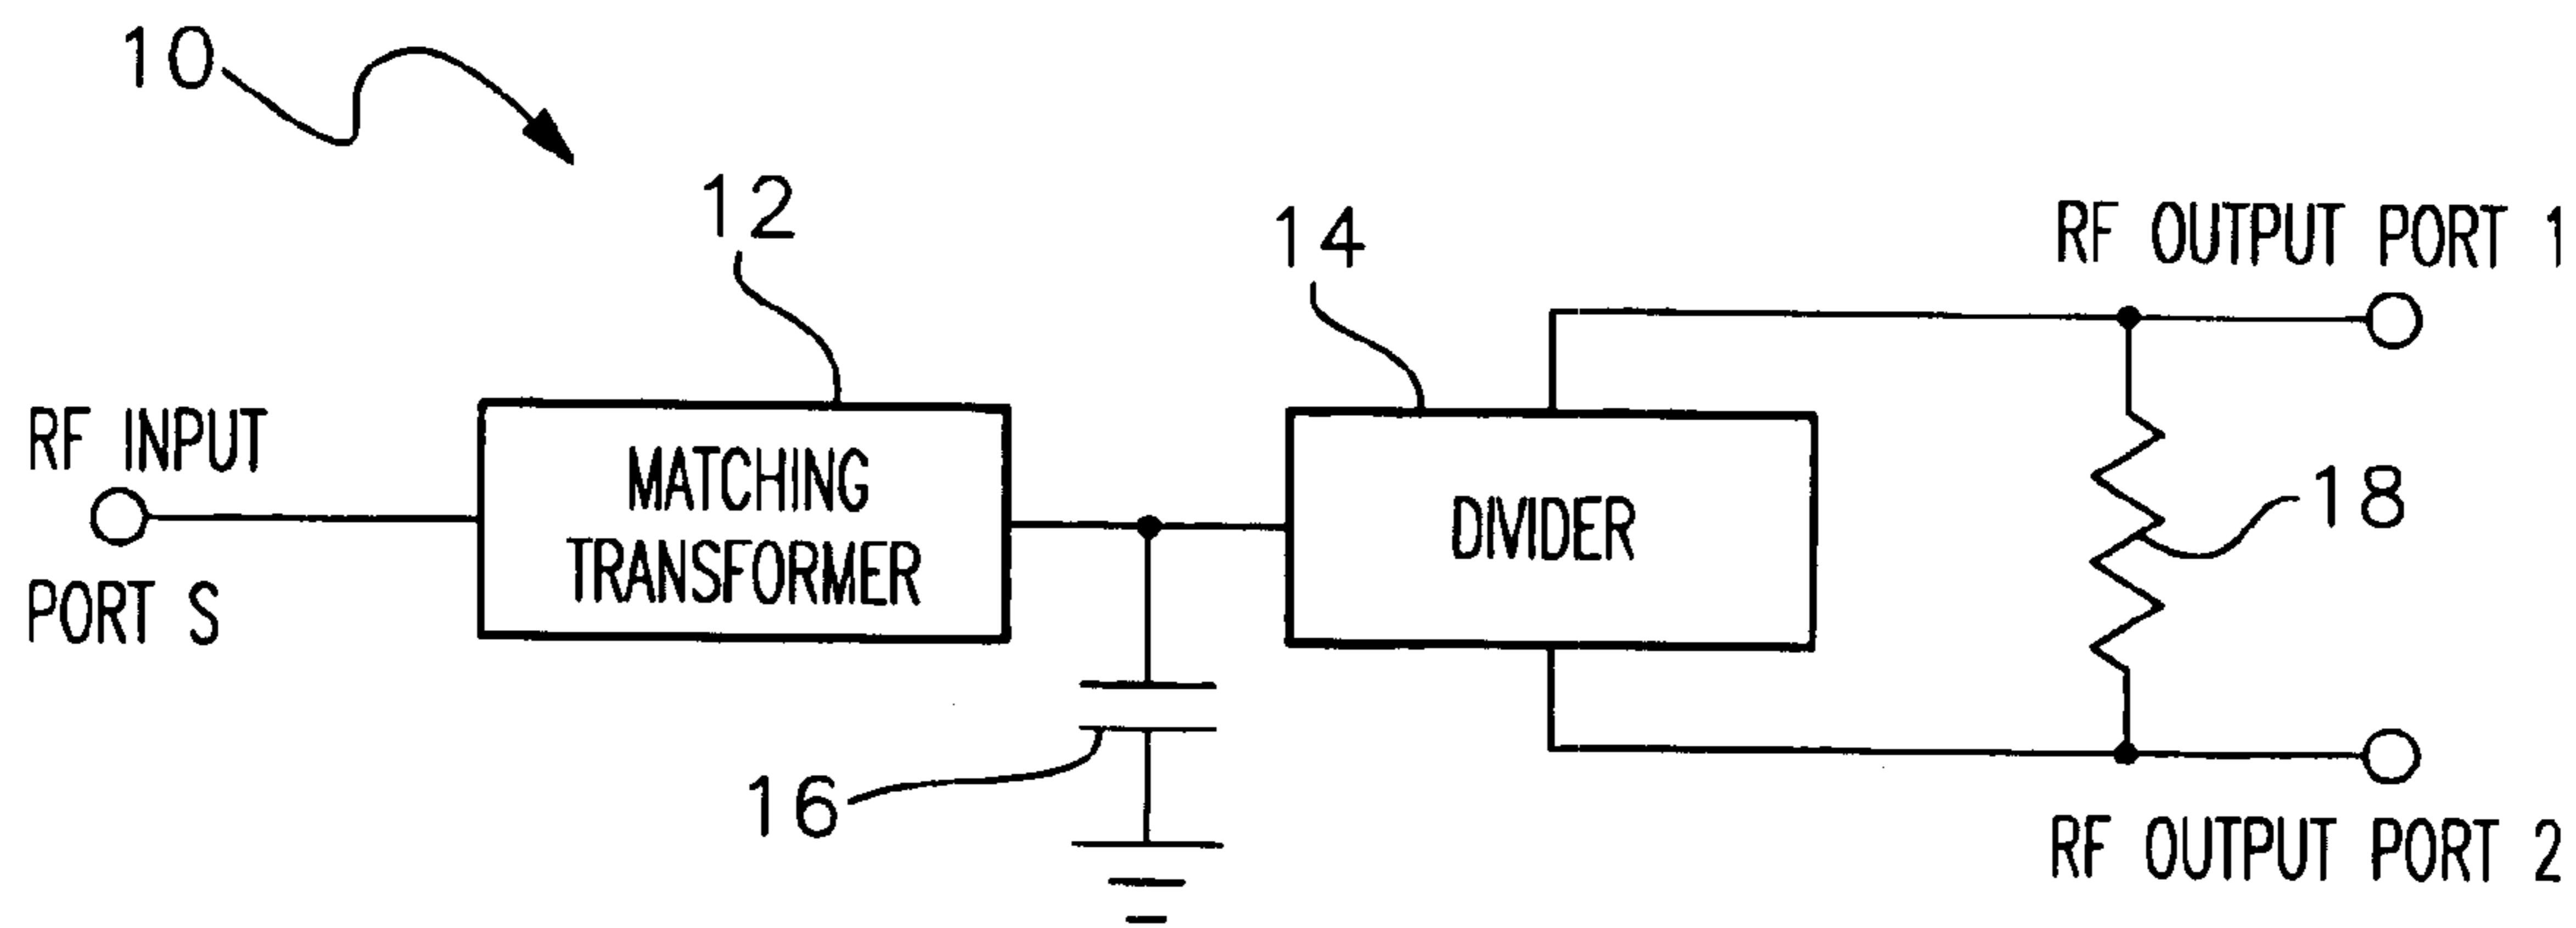 10
12
14
RF OUTPUT PORT 1
RF INPUT
PORT S
MATCHING
TRANSFORMER
DIVIDER
18
16
RF OUTPUT PORT 2